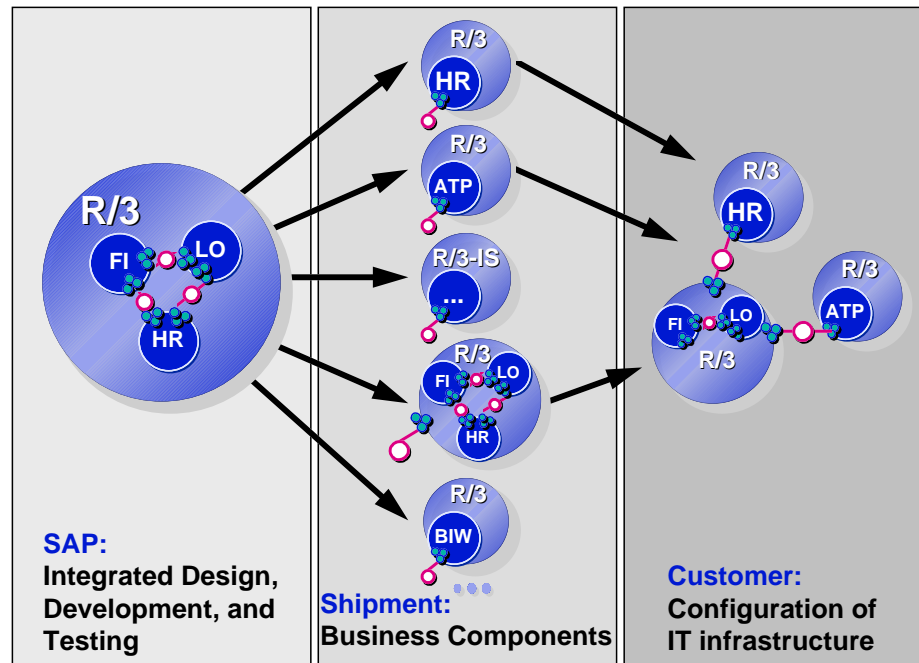 R/3
FI
LO
HR
SAP:
Integrated Design,
Development, and
Testing
R/3
HR
R/3
ATP
R/3-IS
...
R/3
FI
LO
HR
R/3
BIW
Shipment:
Business Components
R/3
HR
R/3
ATP
FI
LO
R/3
Customer:
Configuration of
IT infrastructure